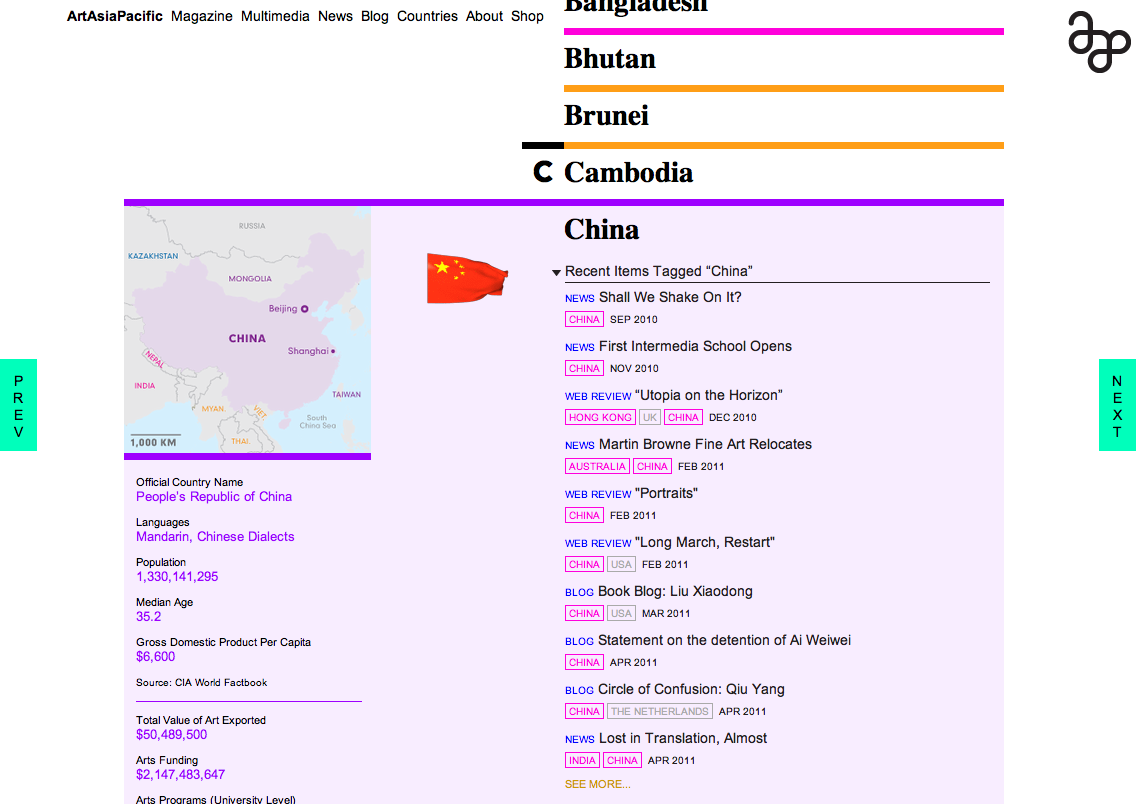 ArtAsiaPacific Magazine Multimedia News Blog Countries About Shop
Bangladesh
Bhutan
Brunei
C Cambodia
China
RUSSIA
KAZAKHSTAN
MONGOLIA
Beijing
CHINA
Shanghai
NEPAL
INDIA
TAIWAN
MYAN.
VIET.
South
China Sea
THAI.
1,000 KM
Official Country Name
People's Republic of China
Languages
Mandarin, Chinese Dialects
Population
1,330,141,295
Median Age
35.2
Gross Domestic Product Per Capita
$6,600
Source: CIA World Factbook
Total Value of Art Exported
$50,489,500
Arts Funding
$2,147,483,647
Arts Programs (University Level)
Recent Items Tagged “China”
NEWS Shall We Shake On It?
CHINA SEP 2010
NEWS First Intermedia School Opens
CHINA NOV 2010
WEB REVIEW “Utopia on the Horizon”
HONG KONG UK CHINA DEC 2010
NEWS Martin Browne Fine Art Relocates
AUSTRALIA CHINA FEB 2011
WEB REVIEW "Portraits"
CHINA FEB 2011
WEB REVIEW "Long March, Restart"
CHINA USA FEB 2011
BLOG Book Blog: Liu Xiaodong
CHINA USA MAR 2011
BLOG Statement on the detention of Ai Weiwei
CHINA APR 2011
BLOG Circle of Confusion: Qiu Yang
CHINA THE NETHERLANDS APR 2011
NEWS Lost in Translation, Almost
INDIA CHINA APR 2011
SEE MORE...
PREV
NEXT